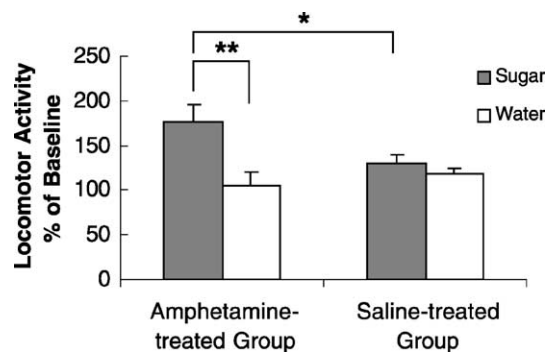 *
**
Sugar
Water
250
200
150
100
50
0
Locomotor Activity
% of Baseline
Amphetamine-
treated Group
Saline-treated
Group